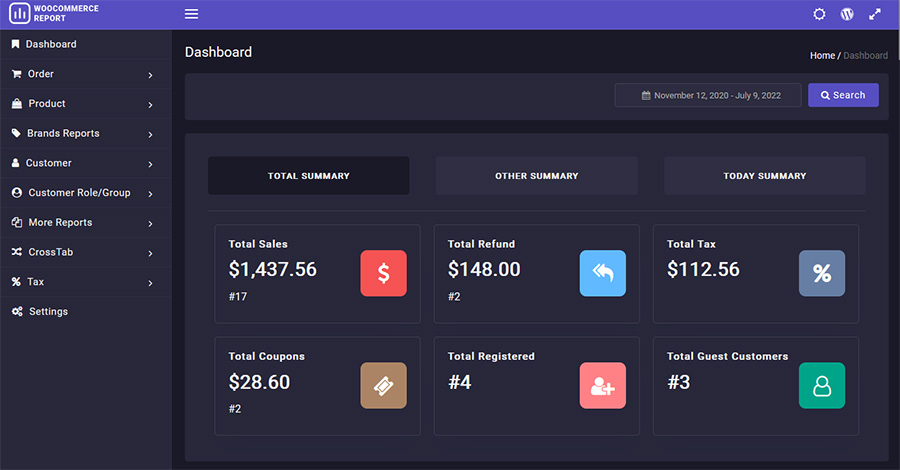 WOOCOMMERCE
REPORT
Dashboard
Order
Product
Brands Reports
Customer
Customer Role/Group
More Reports
CrossTab
Tax
Settings
Dashboard
Home / Dashboard
November 12, 2020 - July 9, 2022
Search
TOTAL SUMMARY
OTHER SUMMARY
TODAY SUMMARY
Total Sales
$1,437.56
#17
Total Refund
$148.00
#2
Total Tax
$112.56
Total Coupons
$28.60
#2
Total Registered
#4
Total Guest Customers
#3